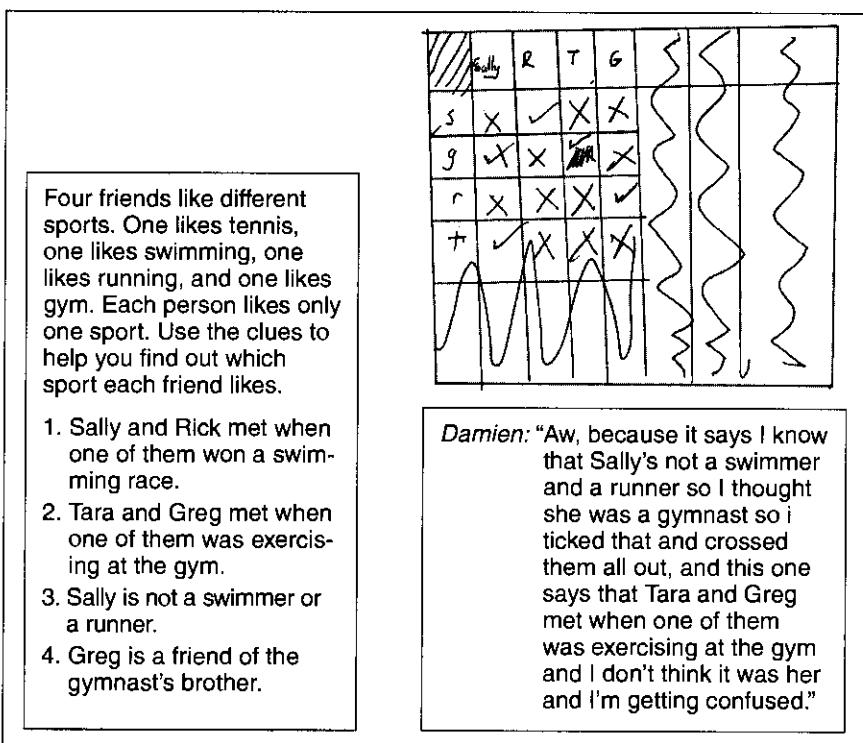 Sally R T G
s
g
r
t
Four friends like different
sports. One likes tennis,
one likes swimming, one
likes running, and one likes
gym. Each person likes only
one sport. Use the clues to
help you find out which
sport each friend likes.
1. Sally and Rick met when
one of them won a swim-
ming race.
2. Tara and Greg met when
one of them was exercis-
ing at the gym.
3. Sally is not a swimmer or
a runner.
4. Greg is a friend of the
gymnast's brother.
Damien: "Aw, because it says I know
that Sally's not a swimmer
and a runner so I thought
she was a gymnast so i
ticked that and crossed
them all out, and this one
says that Tara and Greg
met when one of them
was exercising at the gym
and I don't think it was her
and I'm getting confused."